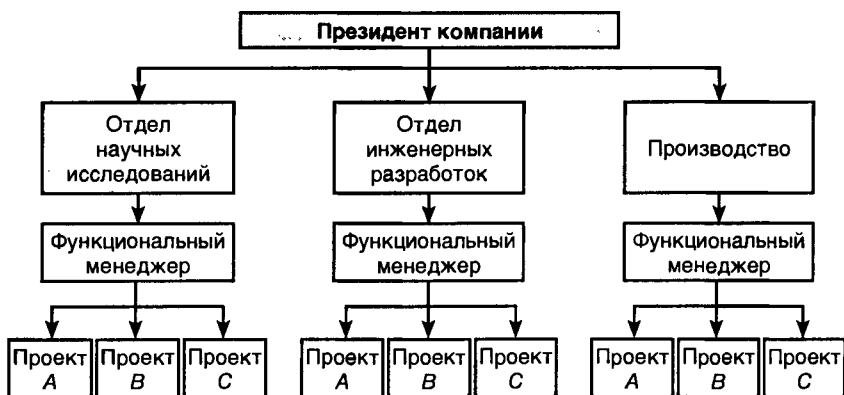 Президент компании
Отдел
научных
исследований
Отдел
инженерных
разработок
Производство
Функциональный
менеджер
Функциональный
менеджер
Функциональный
менеджер
Проект
A
Проект
B
Проект
C
Проект
A
Проект
B
Проект
C
Проект
A
Проект
B
Проект
C